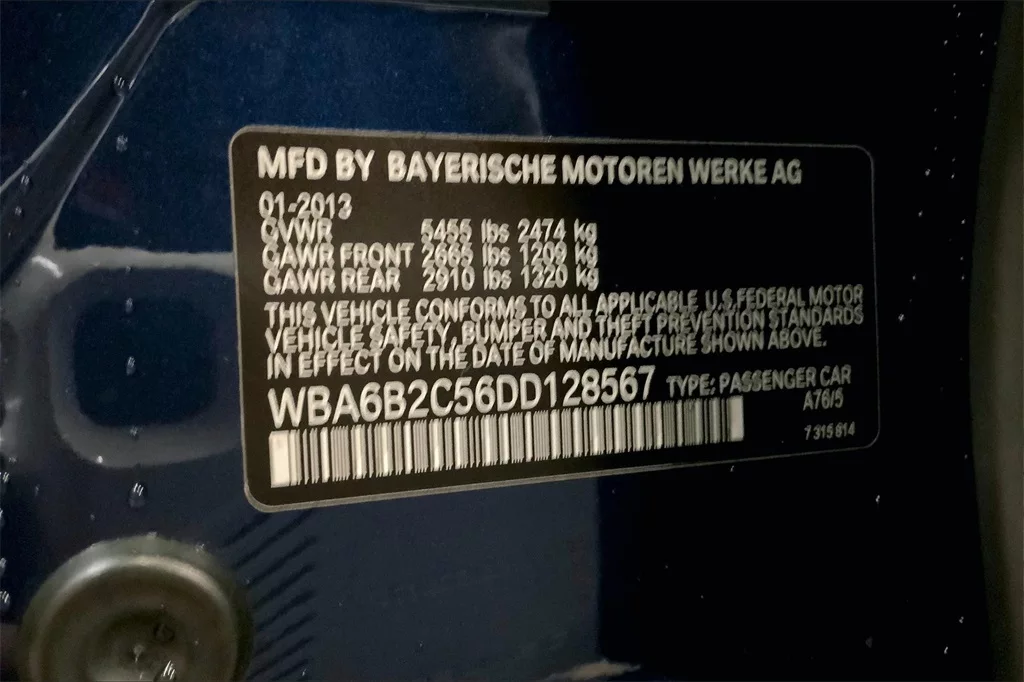 MFD BY BAYERISCHE MOTOREN WERKE AG
01-2013
GVWR 5455 lbs 2474 kg
GAWR FRONT 2665 lbs 1209 kg
GAWR REAR 2910 lbs 1320 kg
THIS VEHICLE CONFORMS TO ALL APPLICABLE U.S.FEDERAL MOTOR
VEHICLE SAFETY, BUMPER AND THEFT PREVENTION STANDARDS
IN EFFECT ON THE DATE OF MANUFACTURE SHOWN ABOVE.
WBA6B2C56DD128567 TYPE: PASSENGER CAR
A76/5
7 315 814